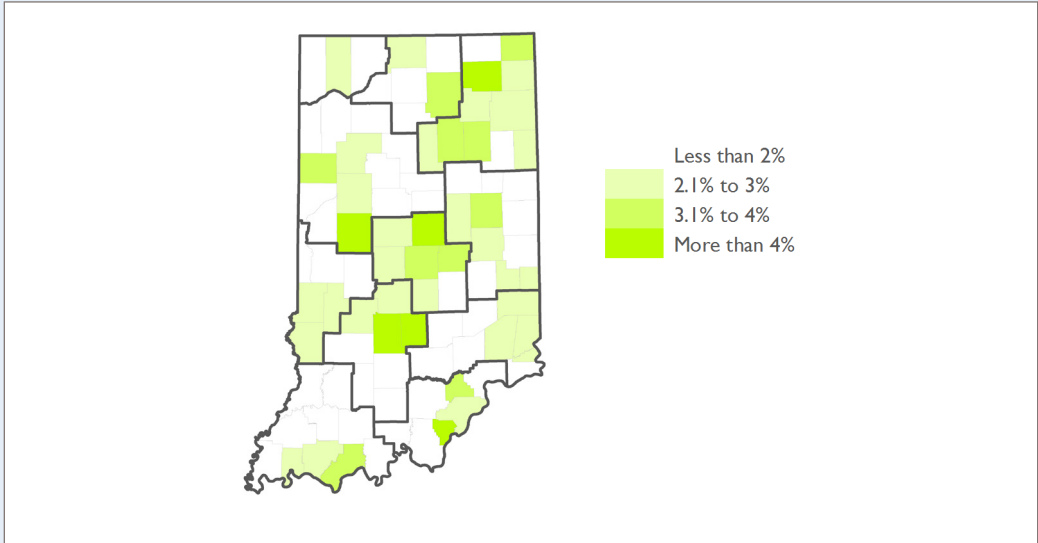 Less than 2%
2.1% to 3%
3.1% to 4%
More than 4%